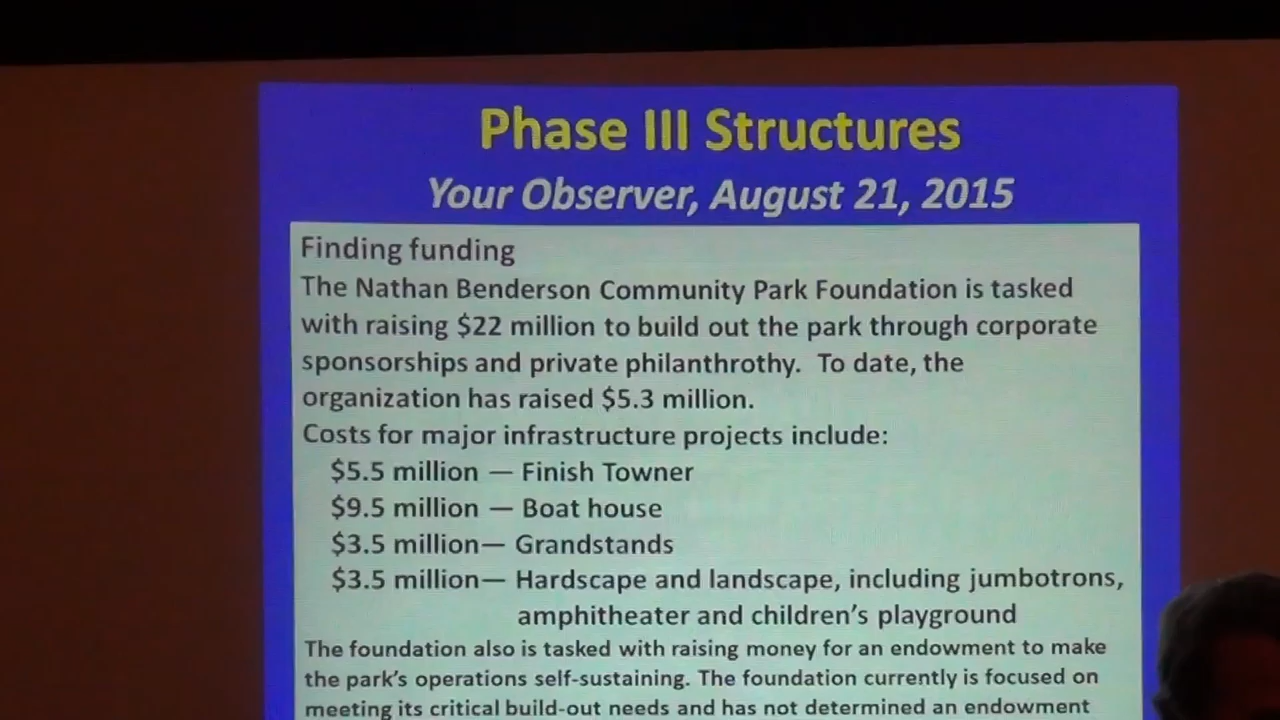 Phase III Structures
Your Observer, August 21, 2015
Finding funding
The Nathan Benderson Community Park Foundation is tasked
with raising $22 million to build out the park through corporate
sponsorships and private philanthrothy. To date, the
organization has raised $5.3 million.
Costs for major infrastructure projects include:
$5.5 million — Finish Towner
$9.5 million — Boat house
$3.5 million— Grandstands
$3.5 million— Hardscape and landscape, including jumbotrons,
amphitheater and children's playground
The foundation also is tasked with raising money for an endowment to make
the park's operations self-sustaining. The foundation currently is focused on
meeting its critical build-out needs and has not determined an endowment